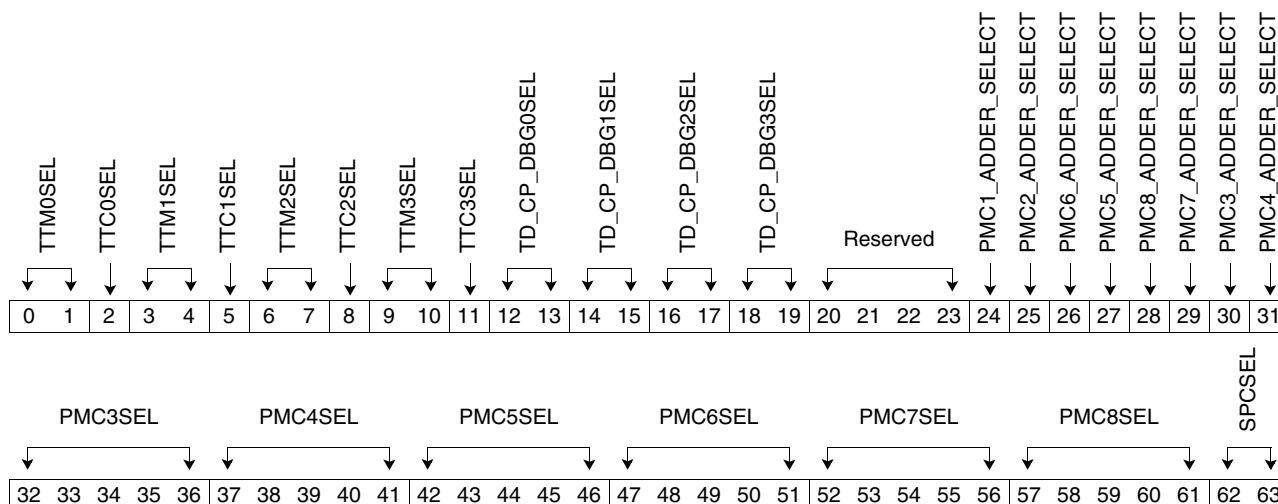 TTM0SEL
TTC0SEL
TTM1SEL
TTC1SEL
TTM2SEL
TTC2SEL
TTM3SEL
TTC3SEL
TD_CP_DBG0SEL
TD_CP_DBG1SEL
TD_CP_DBG2SEL
TD_CP_DBG3SEL
Reserved
PMC1_ADDER_SELECT
PMC2_ADDER_SELECT
PMC6_ADDER_SELECT
PMC5_ADDER_SELECT
PMC8_ADDER_SELECT
PMC7_ADDER_SELECT
PMC3_ADDER_SELECT
PMC4_ADDER_SELECT
0 1 2 3 4 5 6 7 8 9 10 11 12 13 14 15 16 17 18 19 20 21 22 23 24 25 26 27 28 29 30 31
PMC3SEL PMC4SEL PMC5SEL PMC6SEL PMC7SEL PMC8SEL SPCSEL
32 33 34 35 36 37 38 39 40 41 42 43 44 45 46 47 48 49 50 51 52 53 54 55 56 57 58 59 60 61 62 63